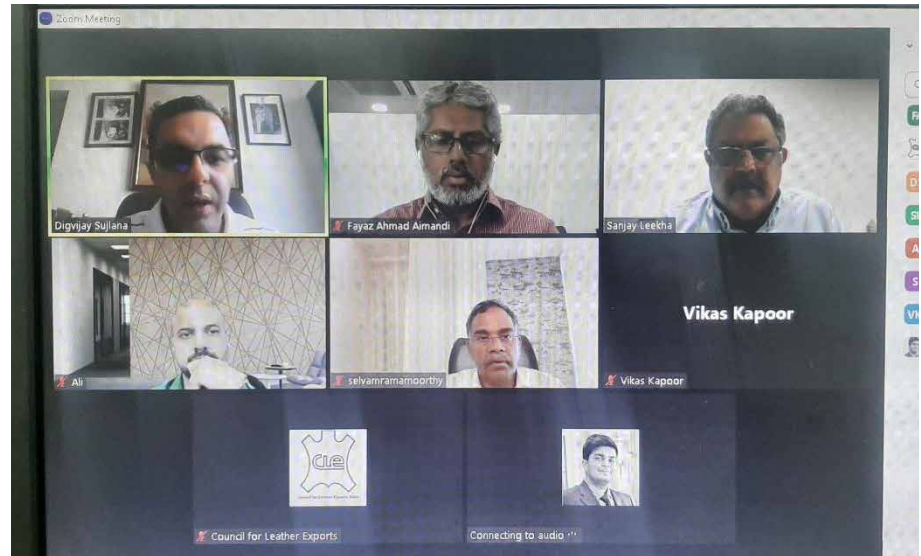 Zoom Meeting
Digvijay Sujlana
Fayaz Ahmad Aimandi
Sanjay Leekha
Ali
selvamramamoorthy
Vikas Kapoor
Vikas Kapoor
CLE
Council for Leather Exports
Connecting to audio ...
D
A
S
VK